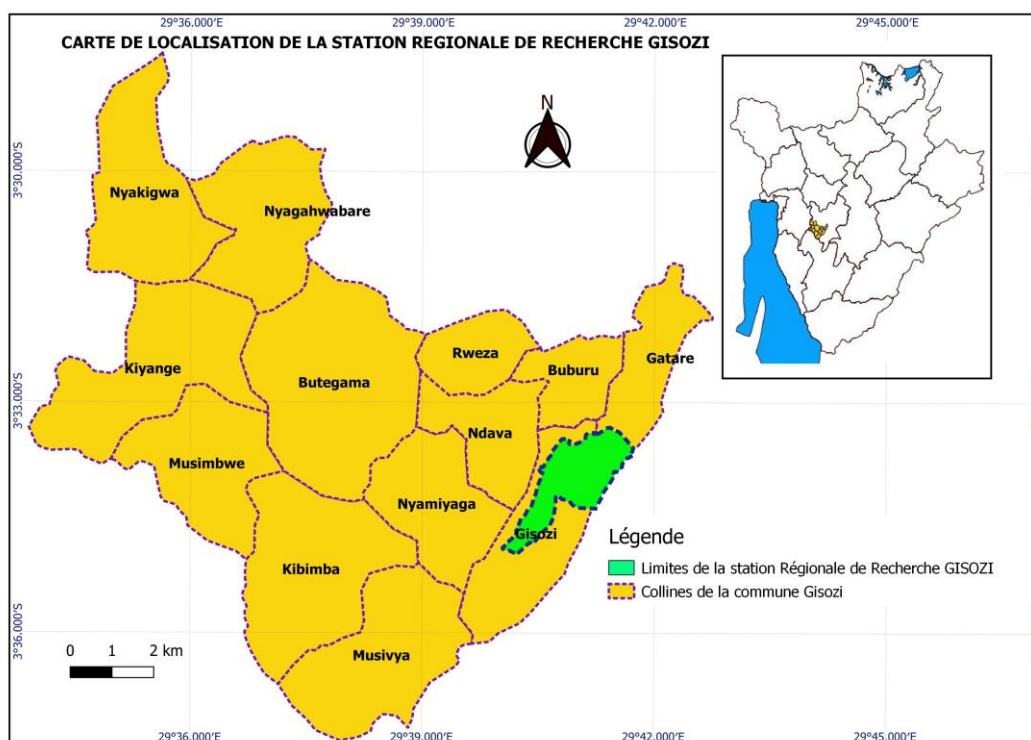 29°36.000'E 29°39.000'E 29°42.000'E 29°45.000'E
CARTE DE LOCALISATION DE LA STATION REGIONALE DE RECHERCHE GISOZI
N
3°30.000'S
Nyakigwa
Nyagahwabare
Rweza
Gatare
Kiyange
Buburu
Butegama
3°33.000'S
Ndava
Musimbwe
Nyamiyaga
Gisozi
Légende
Limites de la station Régionale de Recherche GISOZI
Kibimba
Collines de la commune Gisozi
3°36.000'S
0 1 2 km
Musivya
29°36.000'E 29°39.000'E 29°42.000'E 29°45.000'E